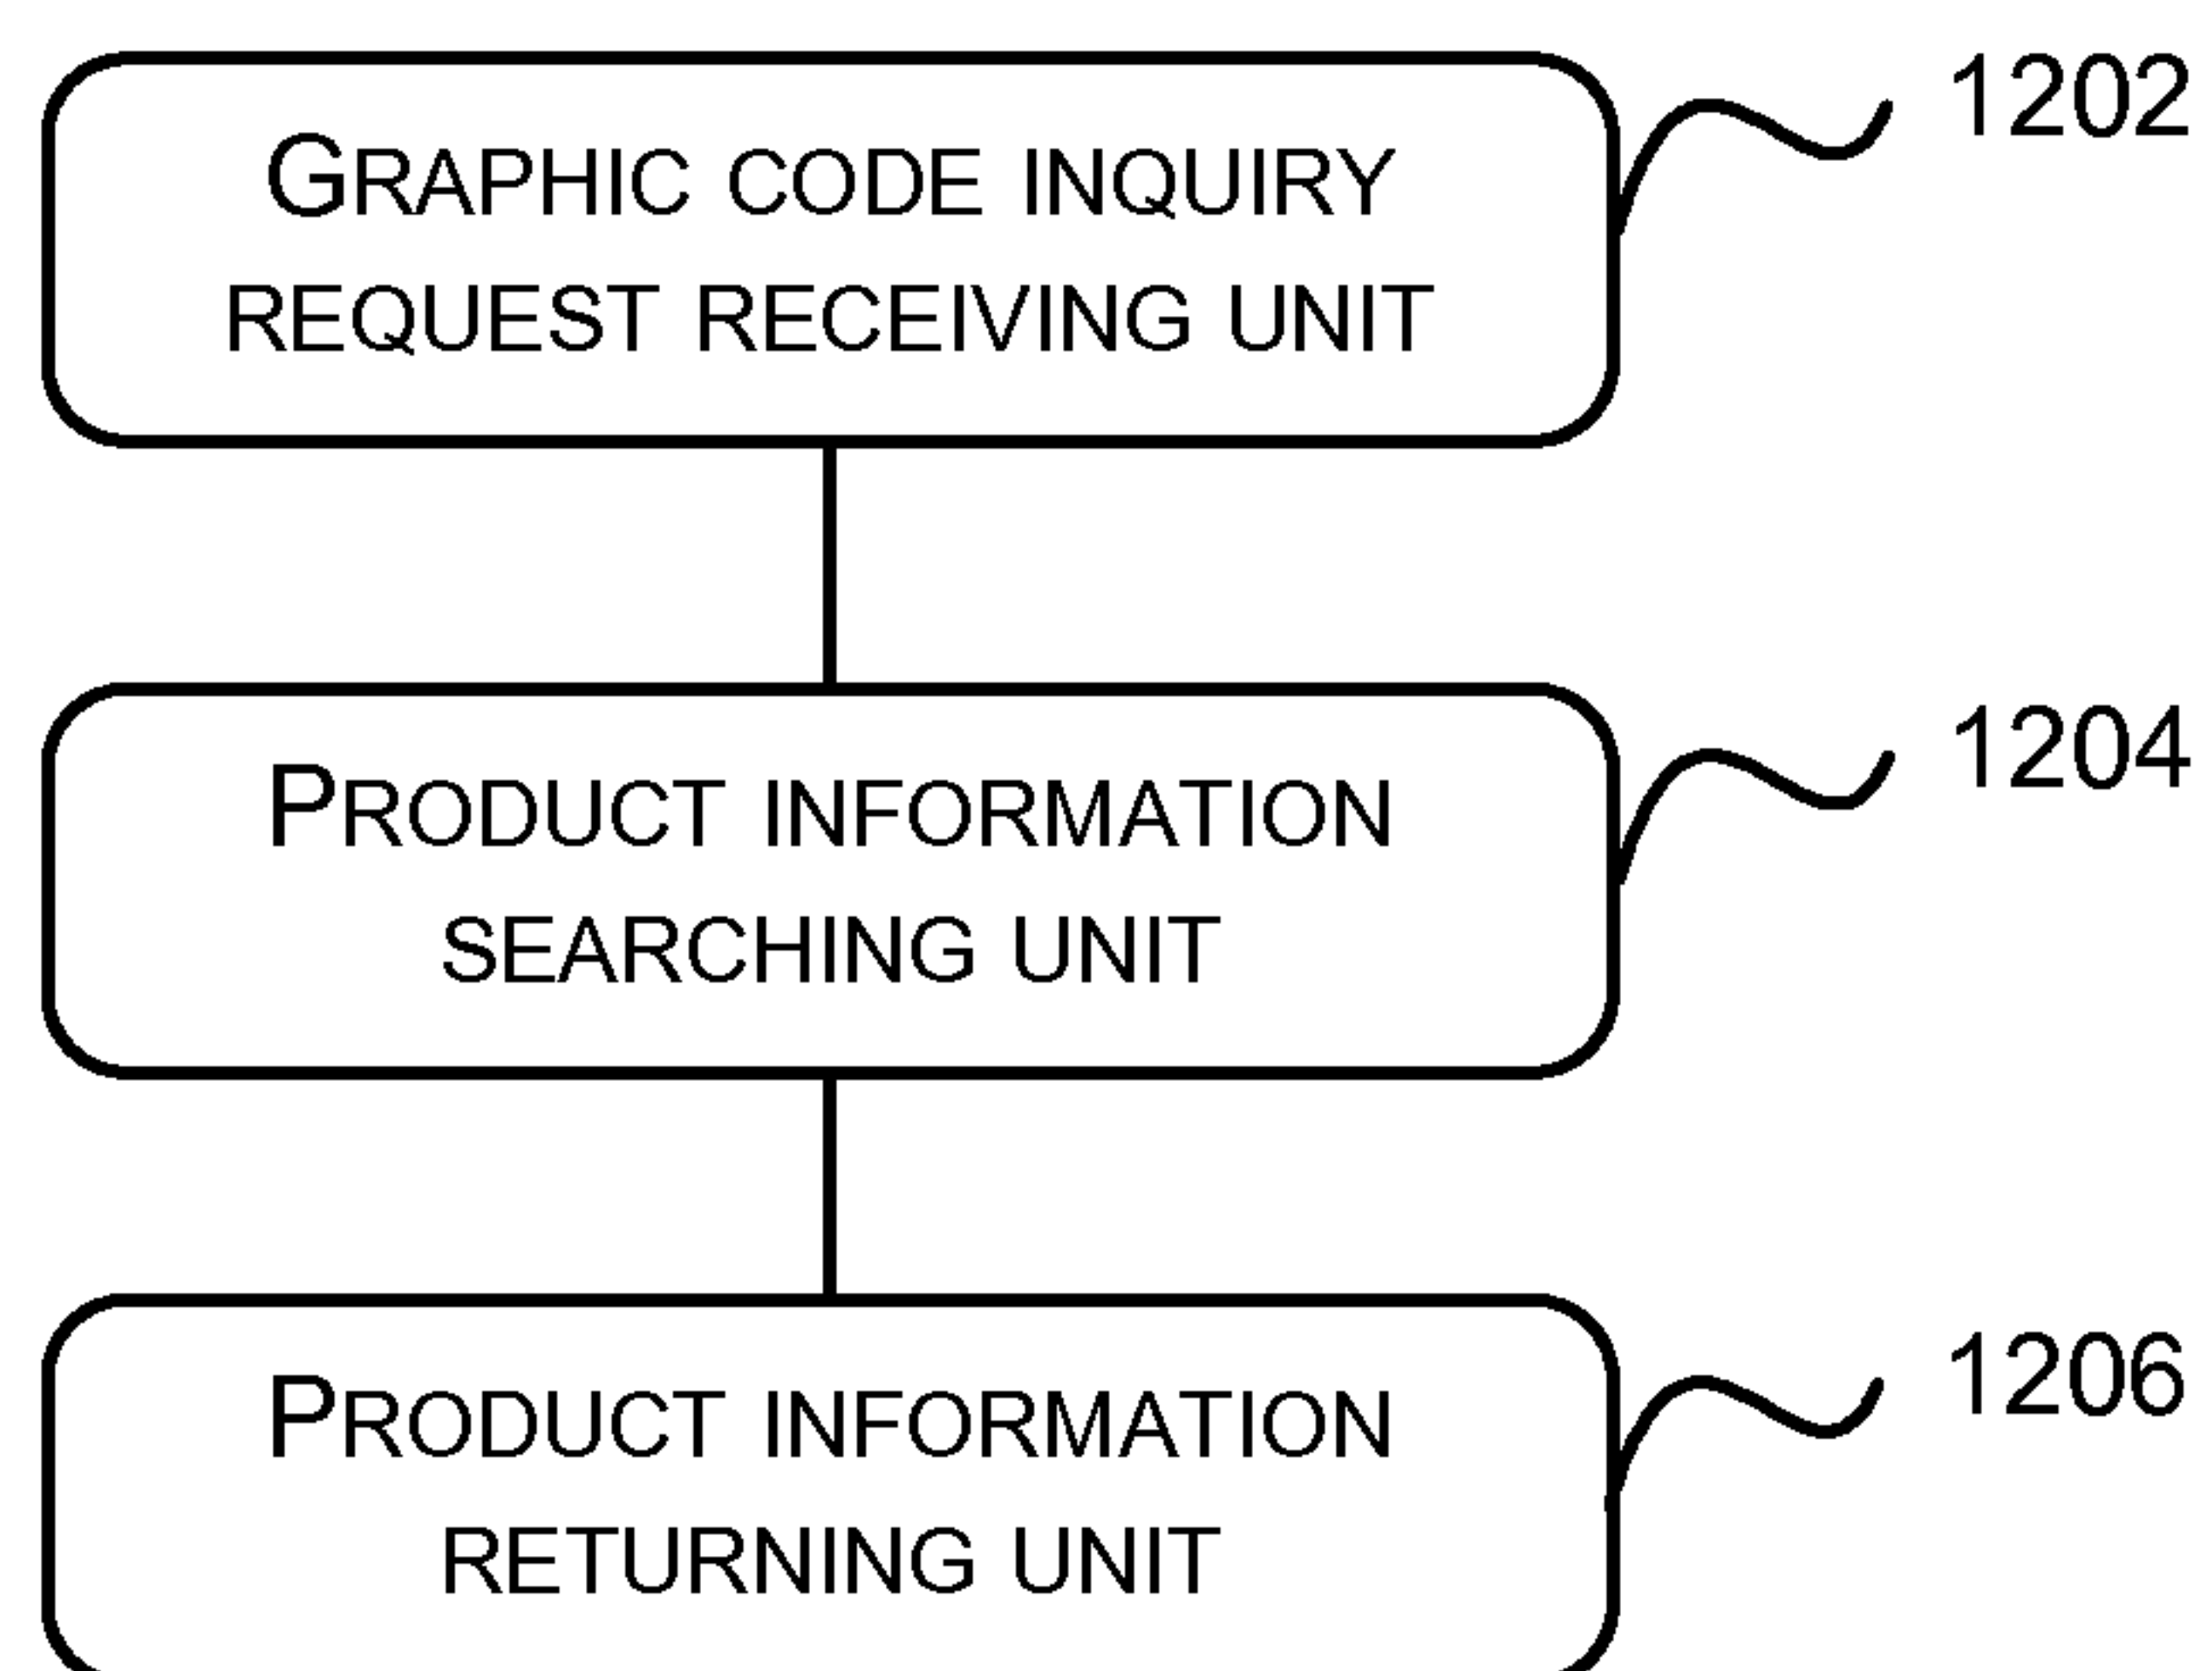 GRAPHIC CODE INQUIRY
REQUEST RECEIVING UNIT
1202
PRODUCT INFORMATION
SEARCHING UNIT
1204
PRODUCT INFORMATION
RETURNING UNIT
1206